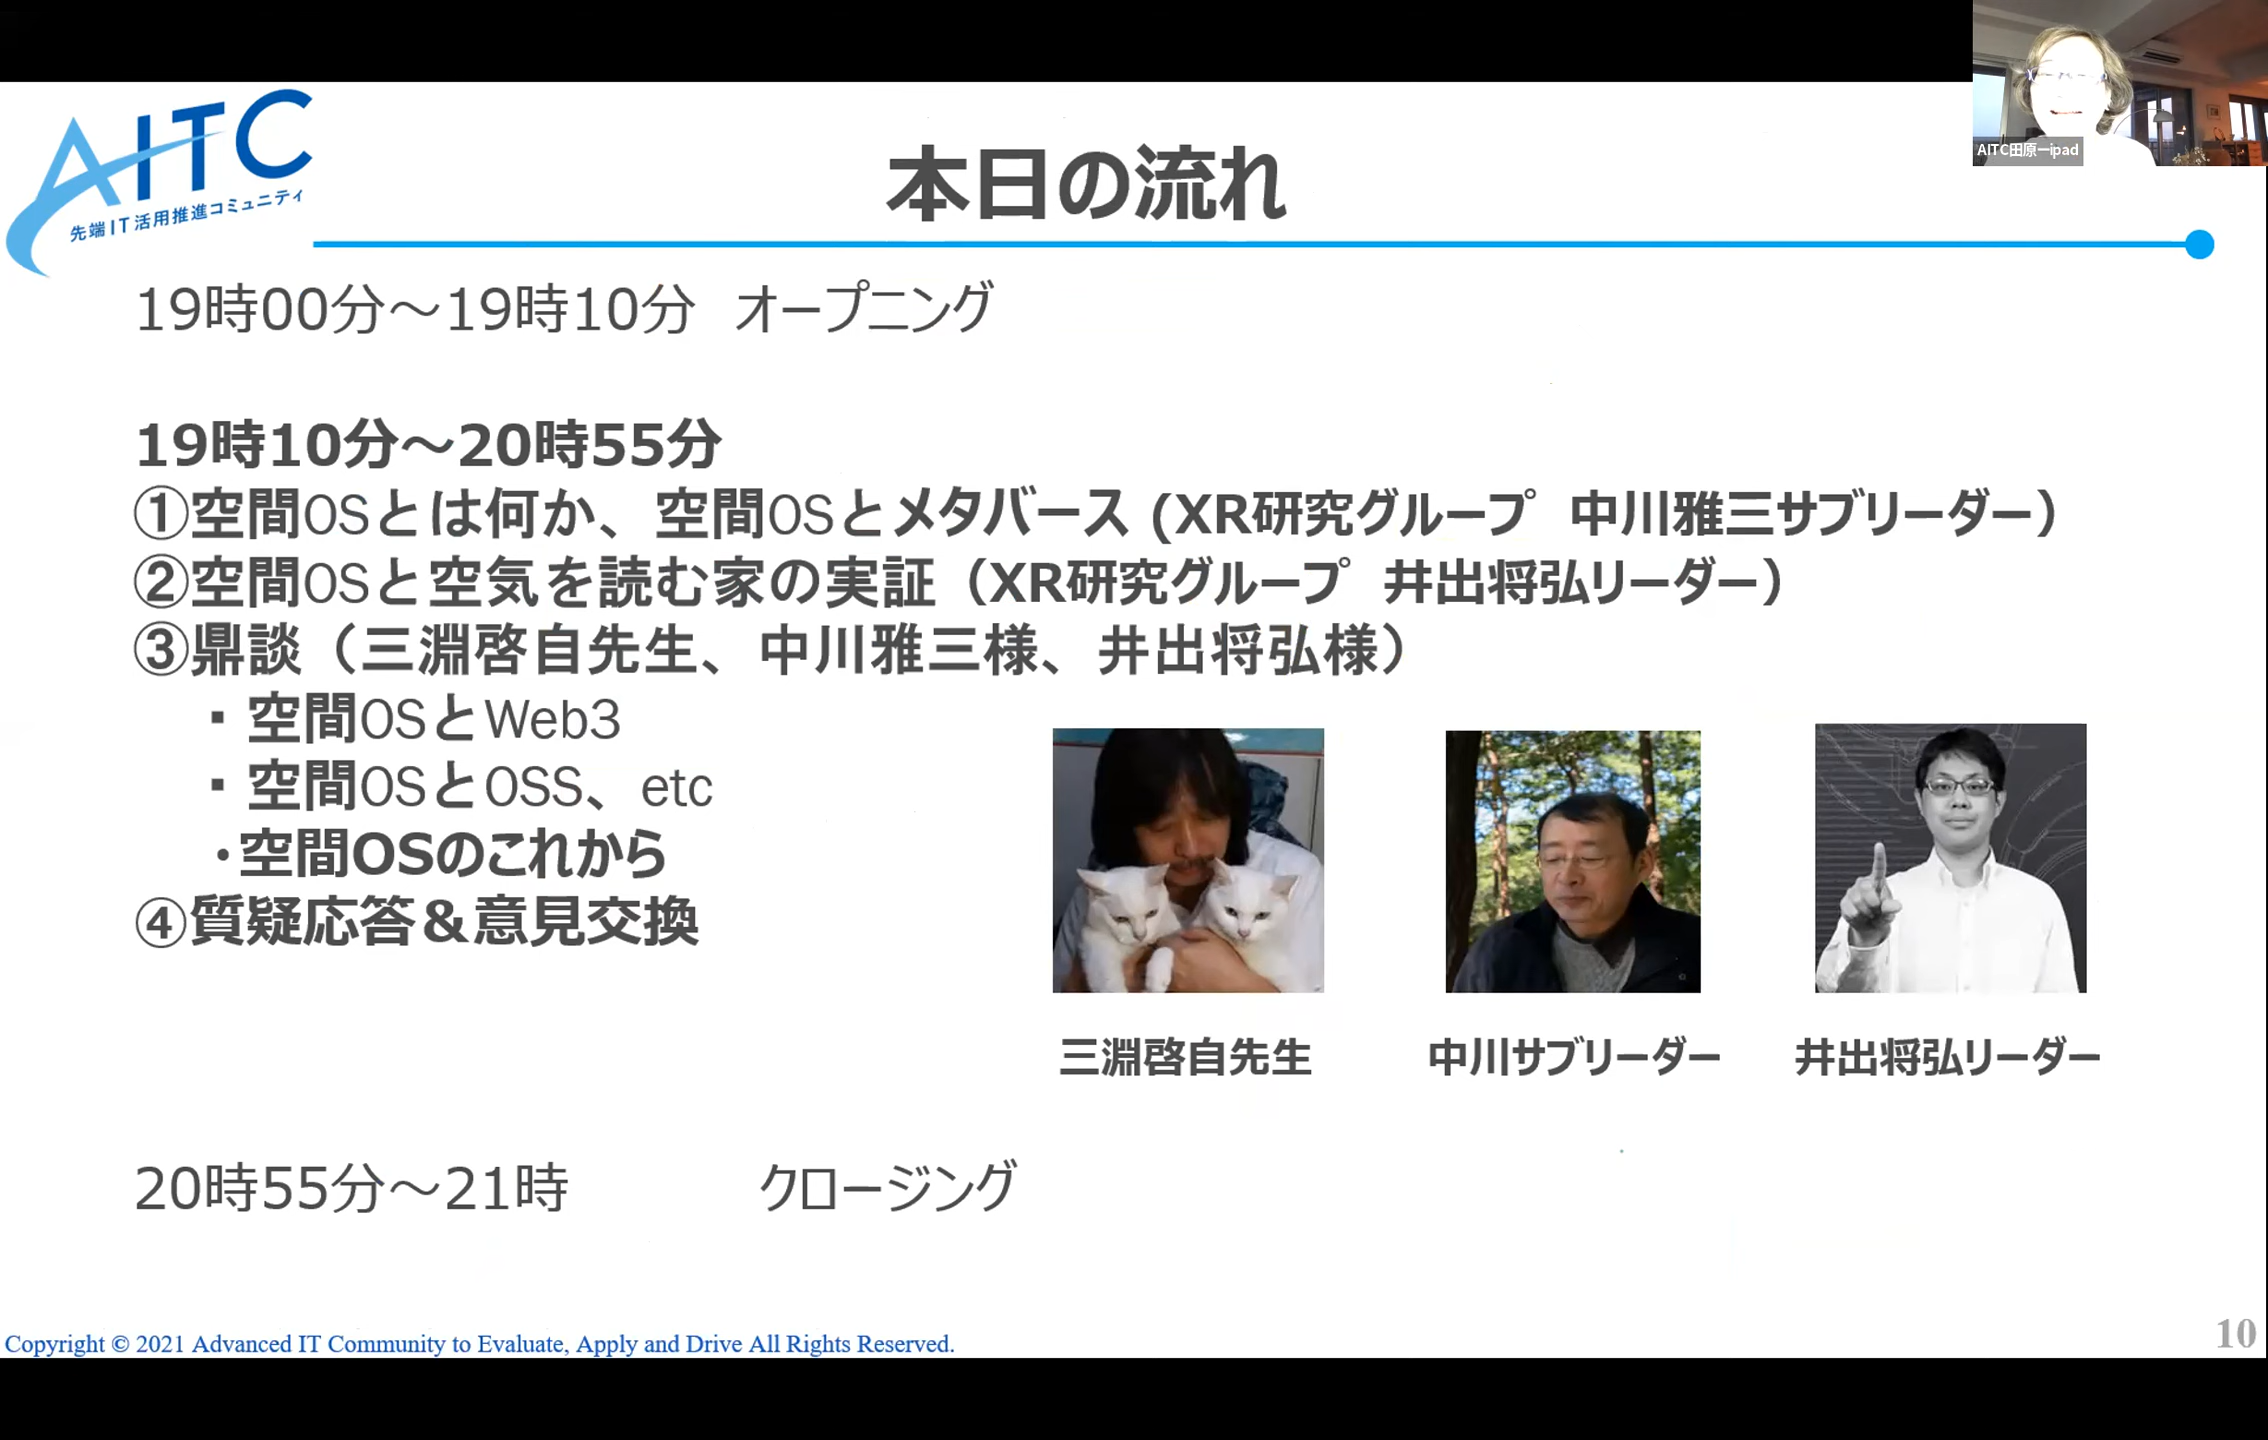 AITC
先端IT活用推進コミュニティ
AITC田原一ipad
本日の流れ
19時00分～19時10分　オープニング
19時10分～20時55分
①空間OSとは何か、空間OSとメタバース (XR研究グループ　中川雅三サブリーダー）
②空間OSと空気を読む家の実証（XR研究グループ　井出将弘リーダー）
③鼎談（三淵啓自先生、中川雅三様、井出将弘様）
▪ 空間OSとWeb3
▪ 空間OSとOSS、etc
・空間OSのこれから
④質疑応答＆意見交換
三淵啓自先生
中川サブリーダー
井出将弘リーダー
20時55分～21時　クロージング
Copyright © 2021 Advanced IT Community to Evaluate, Apply and Drive All Rights Reserved.
10